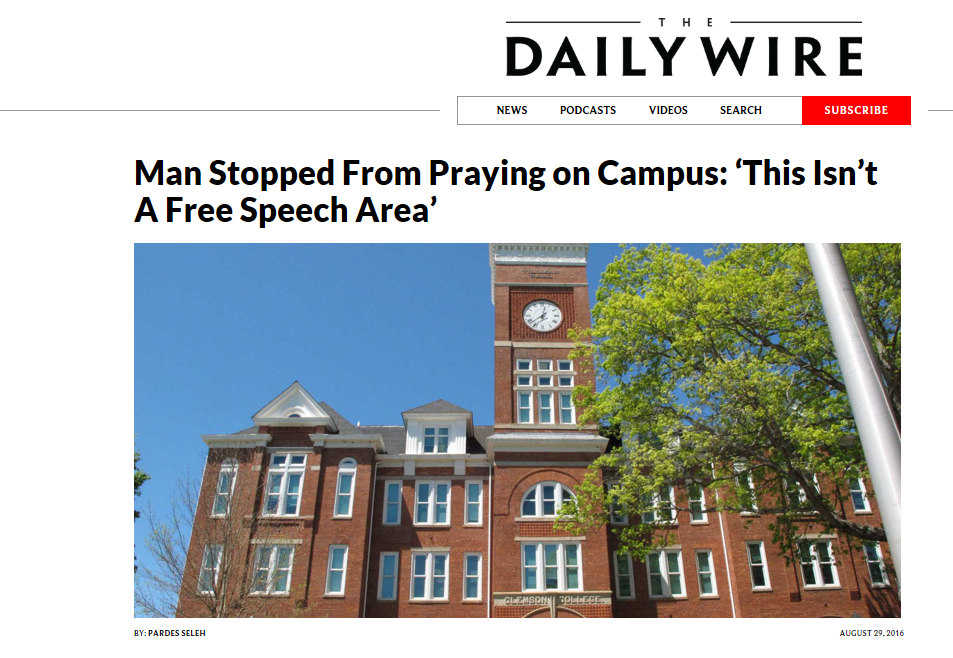 THE
DAILY WIRE
NEWS PODCASTS VIDEOS SEARCH SUBSCRIBE
Man Stopped From Praying on Campus: ‘This Isn’t
A Free Speech Area’
CLEMSON COLLEGE
BY: PARDES SELEH AUGUST 29, 2016